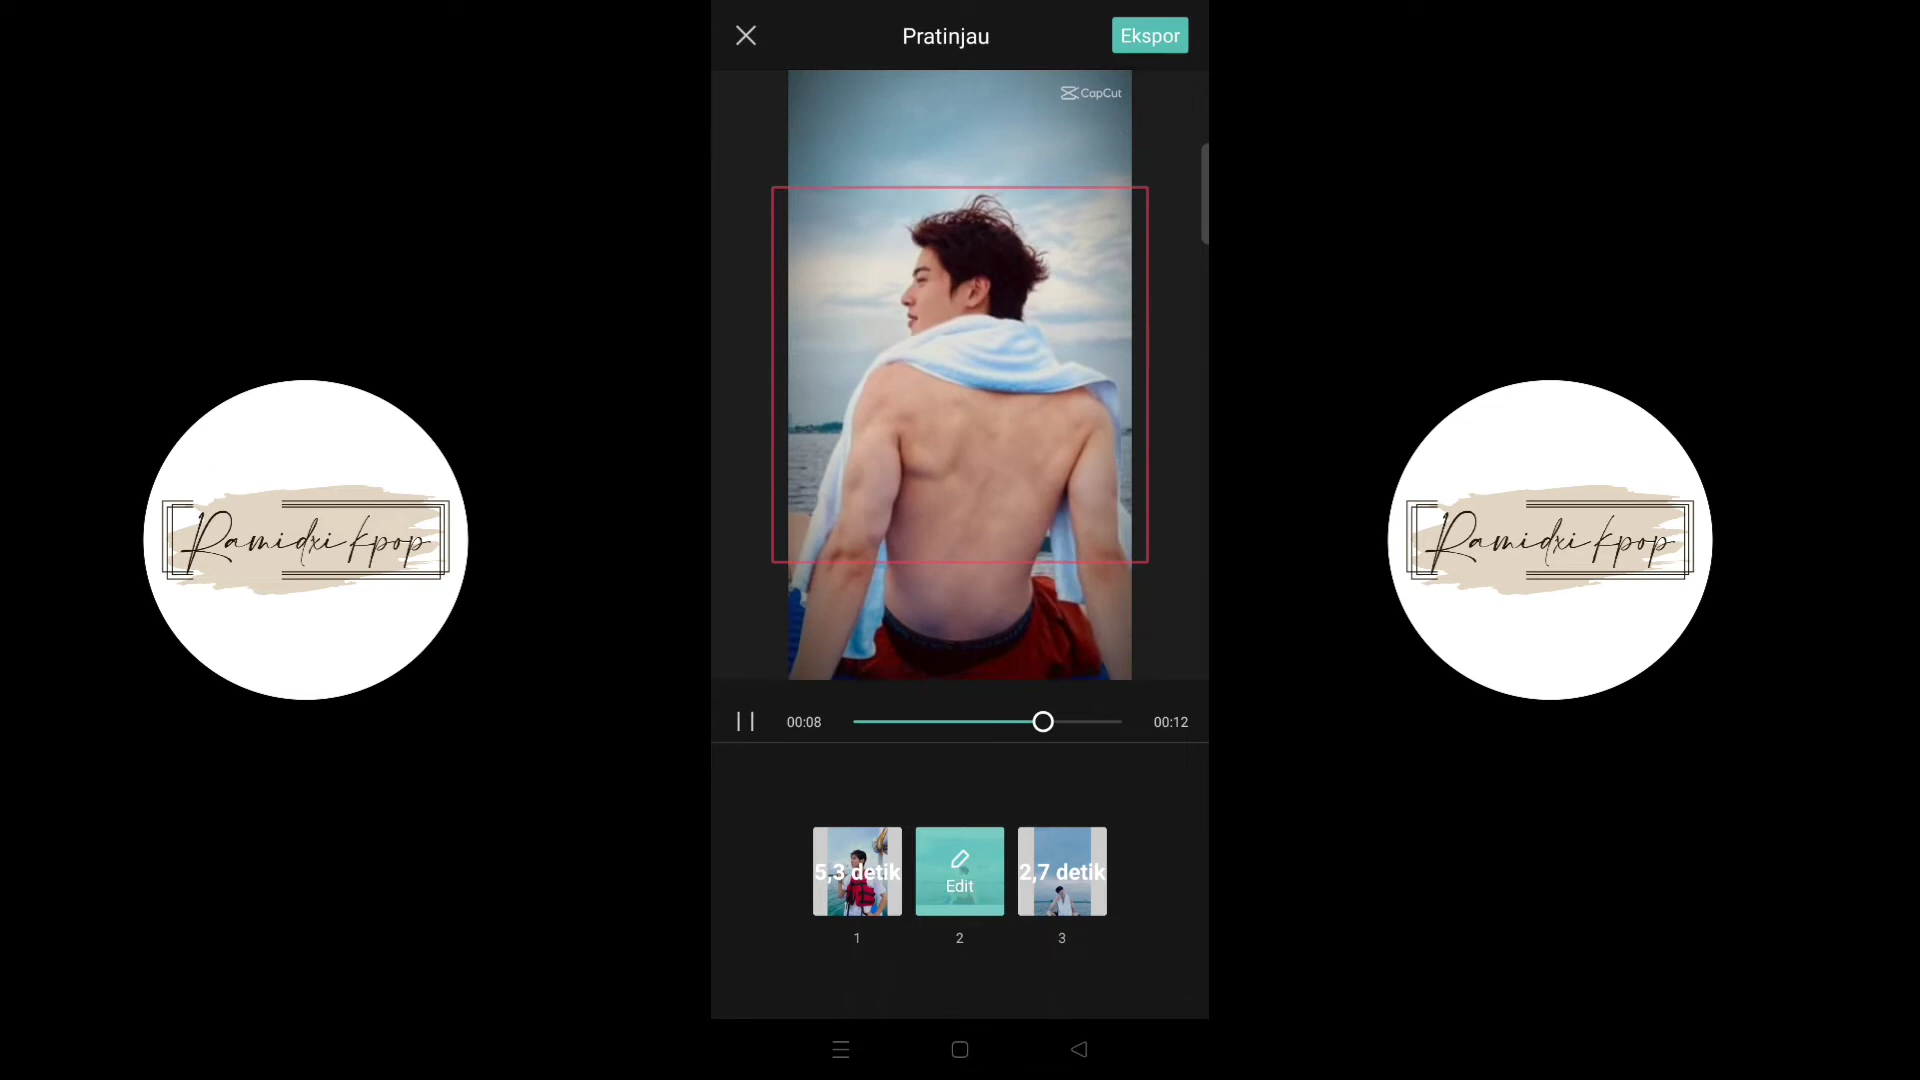 Pratinjau
Ekspor
CapCut
Ramidxi kpop
Ramidxi kpop
00:08
00:12
5,3 detik
Edit
2,7 detik
1
2
3